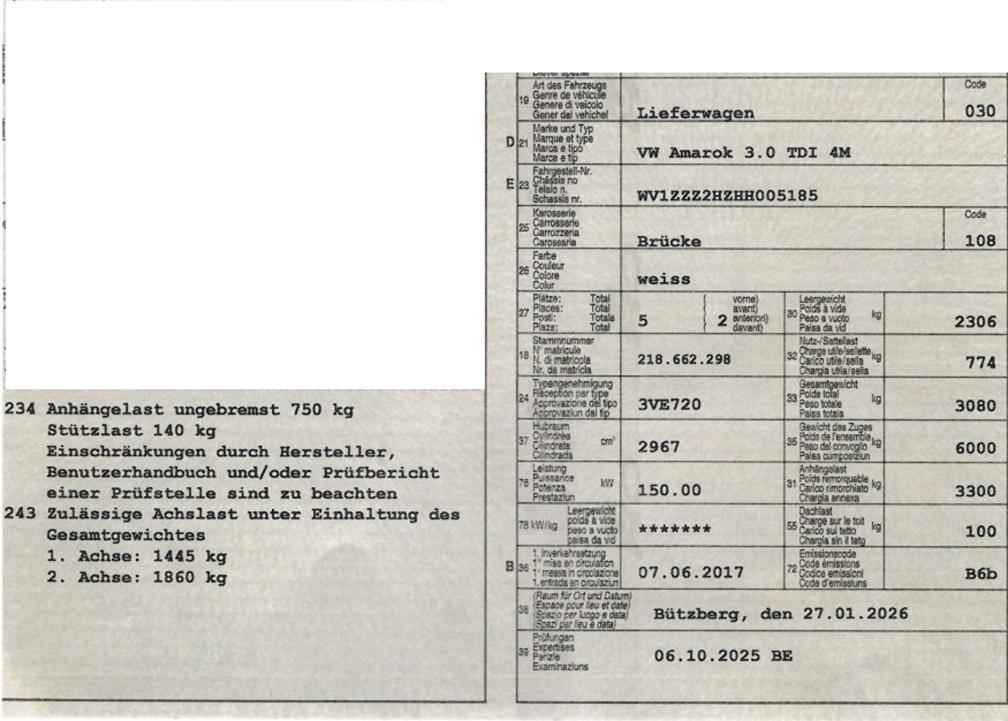 234 Anhängelast ungebremst 750 kg
Stützlast 140 kg
Einschränkungen durch Hersteller,
Benutzerhandbuch und/oder Prüfbericht
einer Prüfstelle sind zu beachten
243 Zulässige Achslast unter Einhaltung des
Gesamtgewichtes
1. Achse: 1445 kg
2. Achse: 1860 kg
19 Art des Fahrzeugs
Genre de véhicule
Genere di veicolo
Gener dal vehichel
Lieferwagen
Code
030
D 21 Marke und Typ
Marque et type
Marca e tipo
Marca e tip
VW Amarok 3.0 TDI 4M
E 23 Fahrgestell-Nr.
Châssis no
Telaio n.
Schassis nr.
WV1ZZZ2HZHH005185
25 Karosserie
Carrosserie
Carrozzeria
Carossaria
Brücke
Code
108
26 Farbe
Couleur
Colore
Colur
weiss
27 Plätze: Total
Places: Total
Posti: Totale
Plazs: Total
5
2
( vorne)
( avant)
( anteriori)
( davant)
30 Leergewicht
Poids à vide
Peso a vuoto
Paisa da vid
kg
2306
18 Stammnummer
N° matricule
N. di matricola
Nr. da matricla
218.662.298
32 Nutz-/Sattellast
Charge utile/sellette
Carico utile/sella
Chargia utila/sella
kg
774
24 Typengenehmigung
Réception par type
Approvazione del tipo
Approvaziun dal tip
3VE720
33 Gesamtgewicht
Poids total
Peso totale
Paisa totala
kg
3080
37 Hubraum
Cylindrée
Cilindrata
Cilindrada
cm³
2967
35 Gewicht des Zuges
Poids de l'ensemble
Peso del convoglio
Paisa cumposiziun
kg
6000
76 Leistung
Puissance
Potenza
Prestaziun
kW
150.00
31 Anhängelast
Poids remorquable
Carico rimorchiato
Chargia annexa
kg
3300
78 kW/kg
Leergewicht
poids à vide
peso a vuoto
paisa da vid
*******
55 Dachlast
Charge sur le toit
Carico sul tetto
Chargia sin il tetg
kg
100
B 36 1. Inverkehrsetzung
1re mise en circulation
1a messa in circolazione
1. entrada en circulaziun
07.06.2017
72 Emissionscode
Code émissions
Codice emissioni
Code d'emissiuns
B6b
38 (Raum für Ort und Datum)
(Espace pour lieu et date)
(Spazio per luogo e data)
(Spazi per lieu e data)
Bützberg, den 27.01.2026
39 Prüfungen
Expertises
Perizie
Examinaziuns
06.10.2025 BE